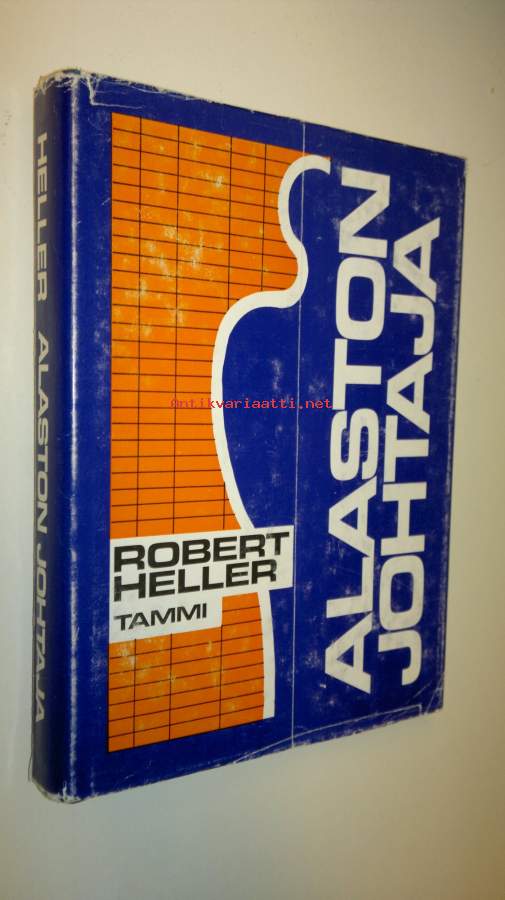 HELLER ALASTON JOHTAJA
ALASTON
JOHTAJA
antikvariaatti.net
ROBERT
HELLER
TAMMI